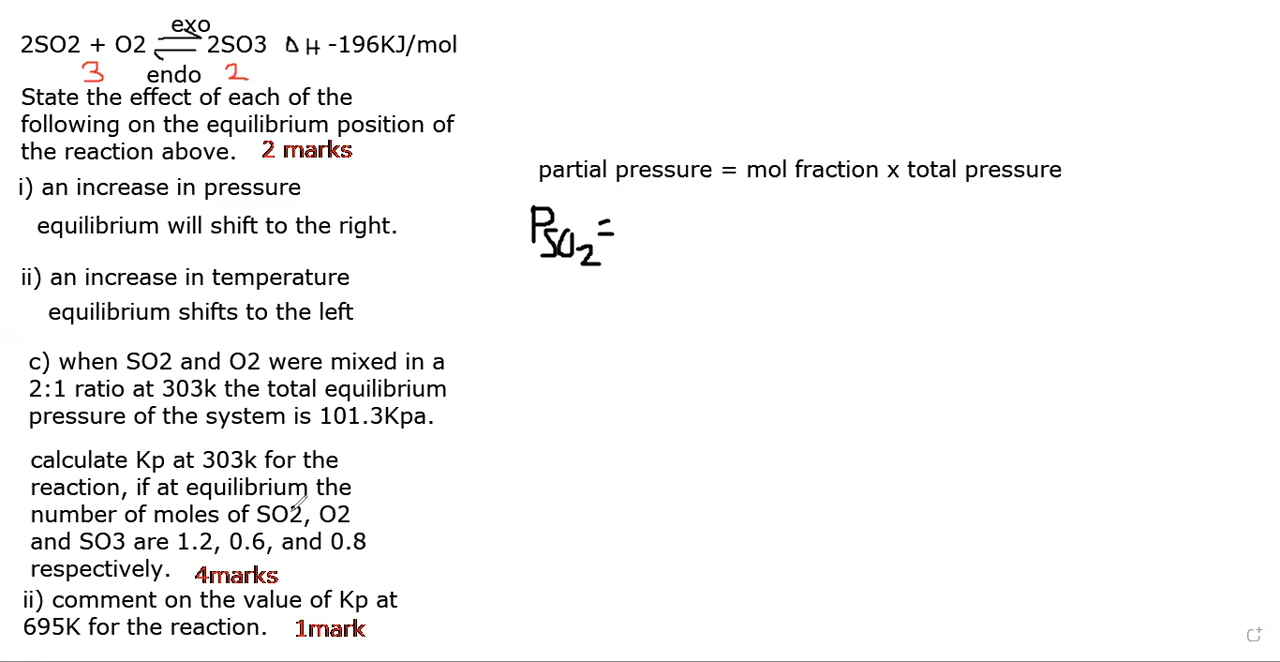 exo
2SO2 + O2 ⇌ 2SO3 Δ H -196KJ/mol
3 endo 2
State the effect of each of the
following on the equilibrium position of
the reaction above. 2 marks
i) an increase in pressure
equilibrium will shift to the right.
ii) an increase in temperature
equilibrium shifts to the left
c) when SO2 and O2 were mixed in a
2:1 ratio at 303k the total equilibrium
pressure of the system is 101.3Kpa.
calculate Kp at 303k for the
reaction, if at equilibrium the
number of moles of SO2, O2
and SO3 are 1.2, 0.6, and 0.8
respectively. 4marks
ii) comment on the value of Kp at
695K for the reaction. 1mark
partial pressure = mol fraction x total pressure
PSO2=